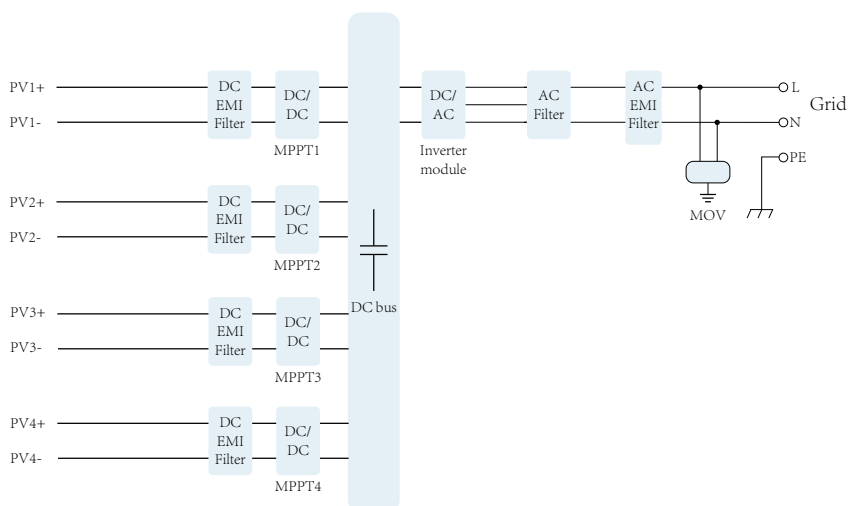 PV1+
PV1-
DC
EMI
Filter
DC/
DC
MPPT1
DC/
AC
Inverter
module
AC
Filter
AC
EMI
Filter
L
N
Grid
PE
MOV
PV2+
PV2-
DC
EMI
Filter
DC/
DC
MPPT2
DC bus
PV3+
PV3-
DC
EMI
Filter
DC/
DC
MPPT3
PV4+
PV4-
DC
EMI
Filter
DC/
DC
MPPT4